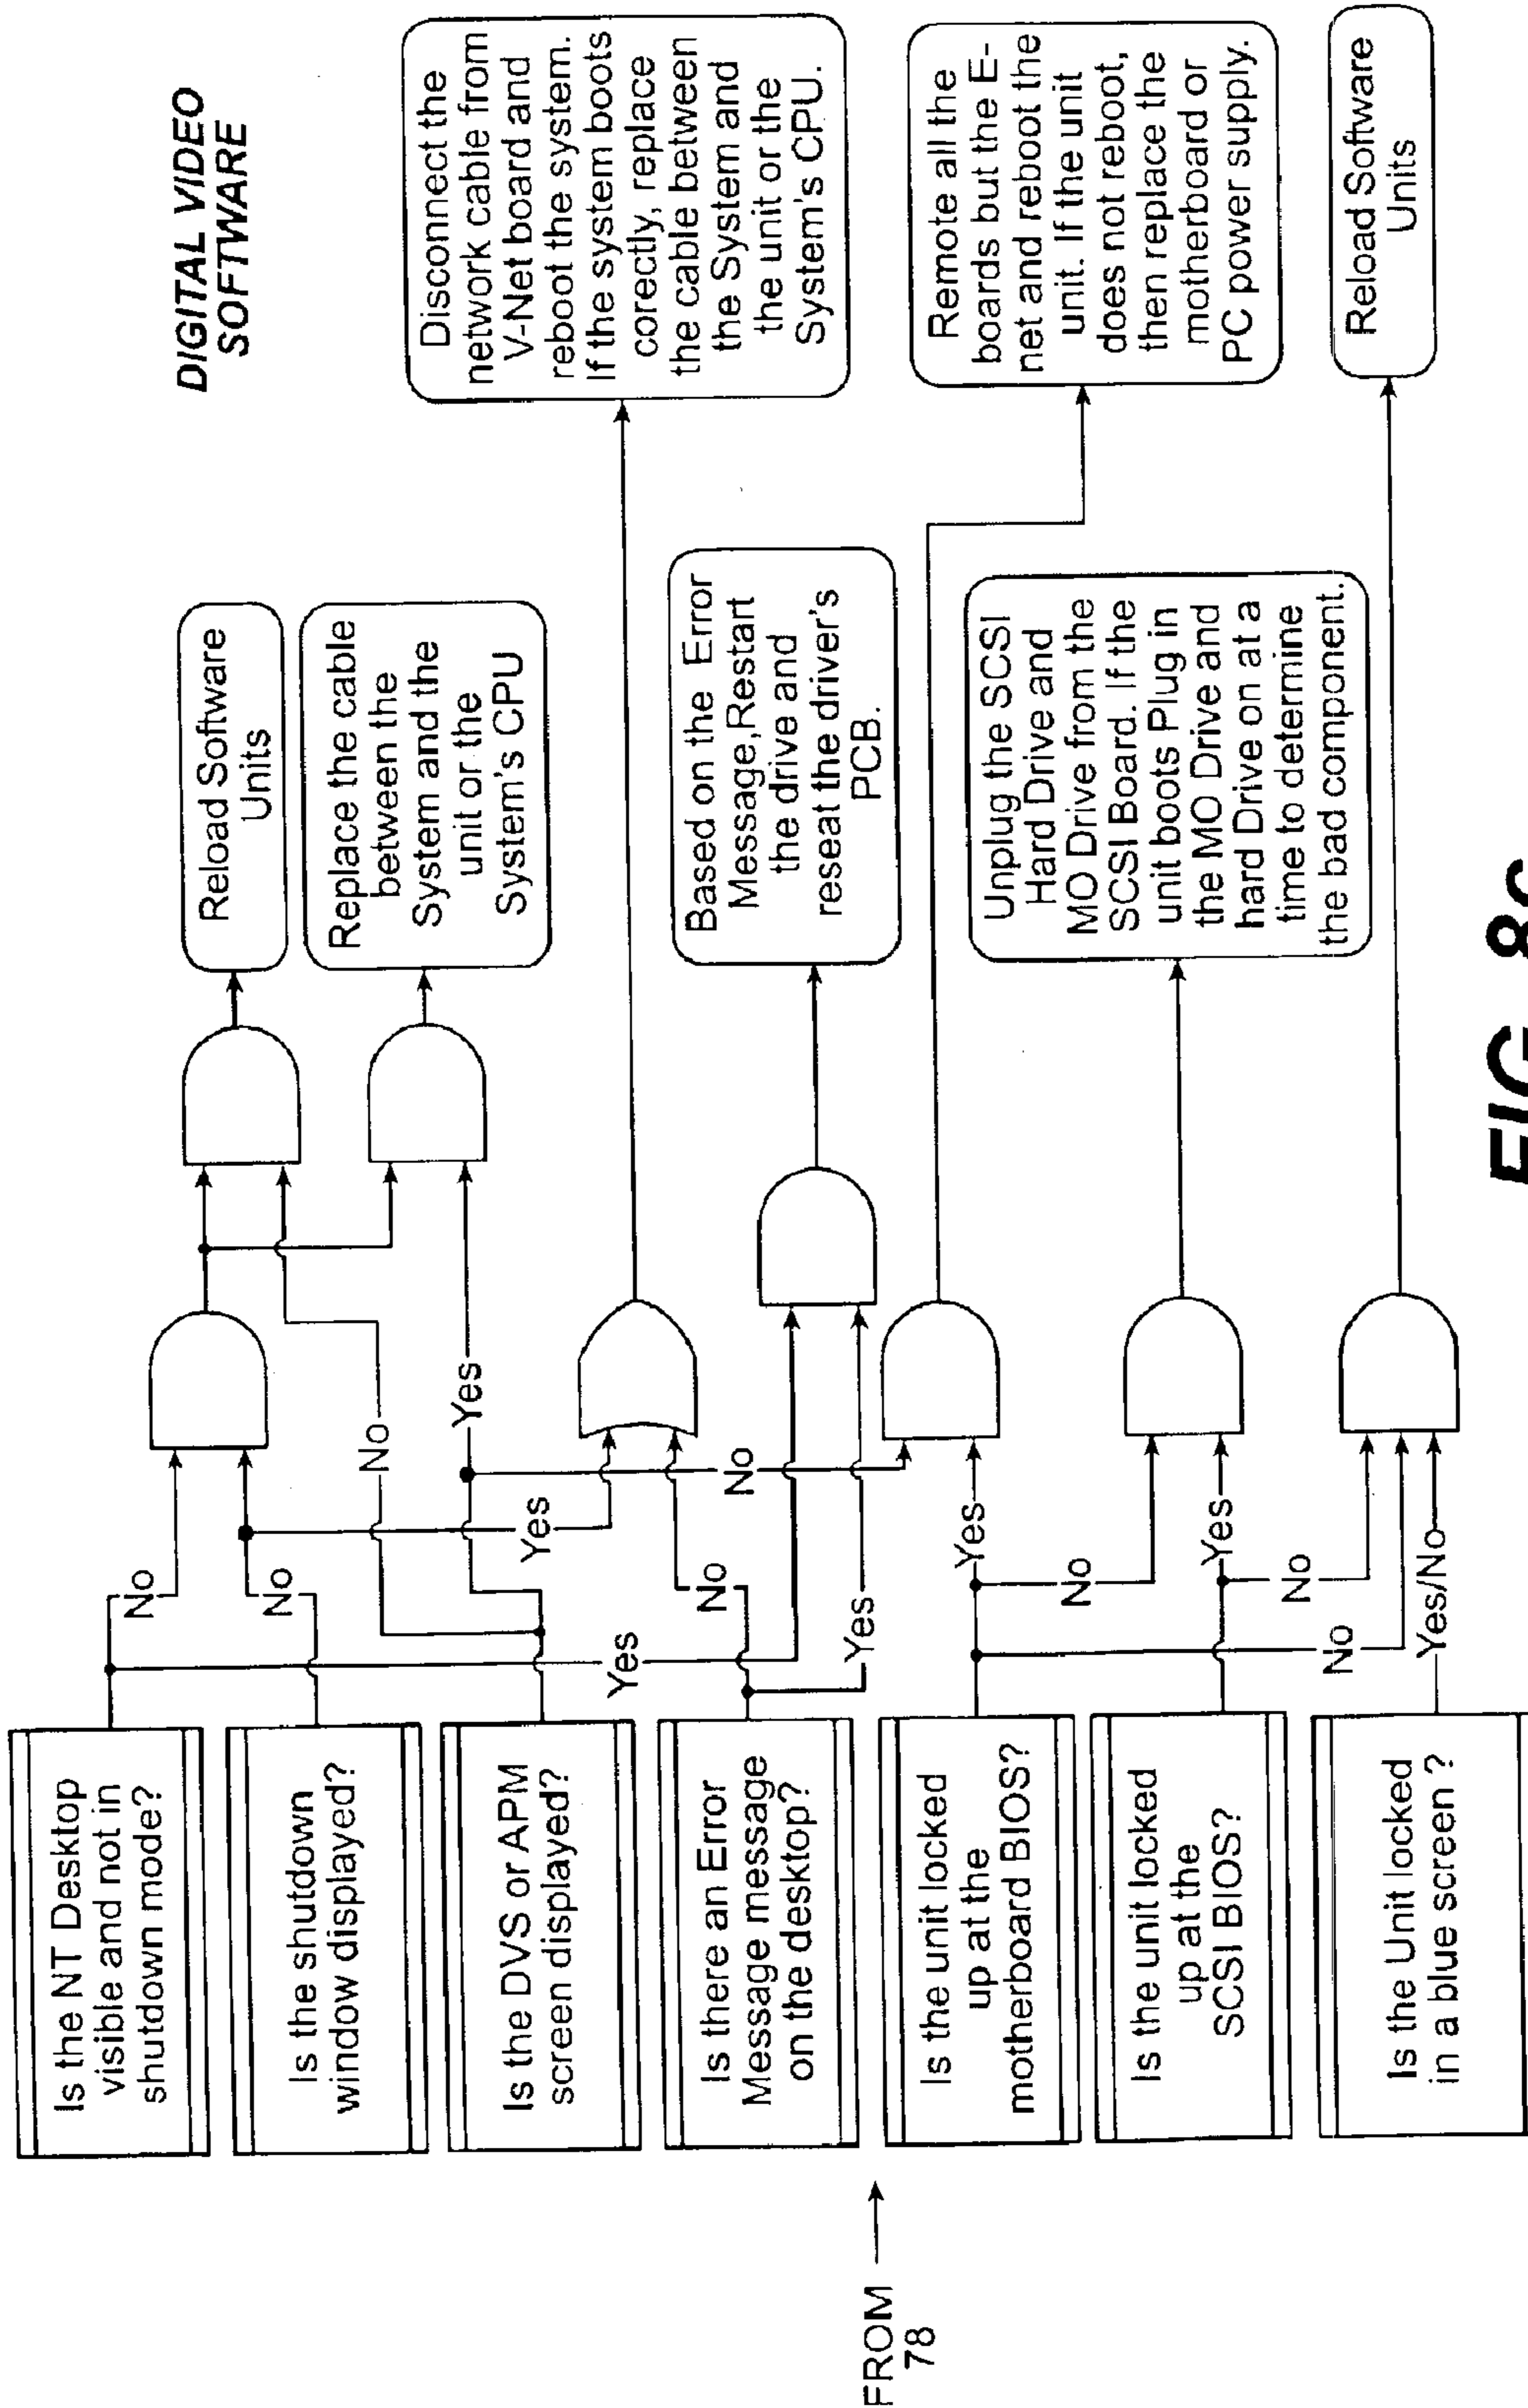 DIGITAL VIDEO
SOFTWARE
Is the NT Desktop
visible and not in
shutdown mode?
Is the shutdown
window displayed?
Is the DVS or APM
screen displayed?
Is there an Error
Message message
on the desktop?
Is the unit locked
up at the
motherboard BIOS?
Is the unit locked
up at the
SCSI BIOS?
Is the Unit locked
in a blue screen ?
FROM
78
No
No
No
Yes
Yes
Yes
No
No
Yes
Yes
No
Yes
No
No
Yes/No
Reload Software
Units
Replace the cable
between the
System and the
unit or the
System's CPU
Disconnect the
network cable from
V-Net board and
reboot the system.
If the system boots
corectly, replace
the cable between
the System and
the unit or the
System's CPU.
Based on the Error
Message,Restart
the drive and
reseat the driver's
PCB.
Remote all the
boards but the E-
net and reboot the
unit. If the unit
does not reboot,
then replace the
motherboard or
PC power supply.
Unplug the SCSI
Hard Drive and
MO Drive from the
SCSI Board. If the
unit boots Plug in
the MO Drive and
hard Drive on at a
time to determine
the bad component.
Reload Software
Units
FIG. 8c